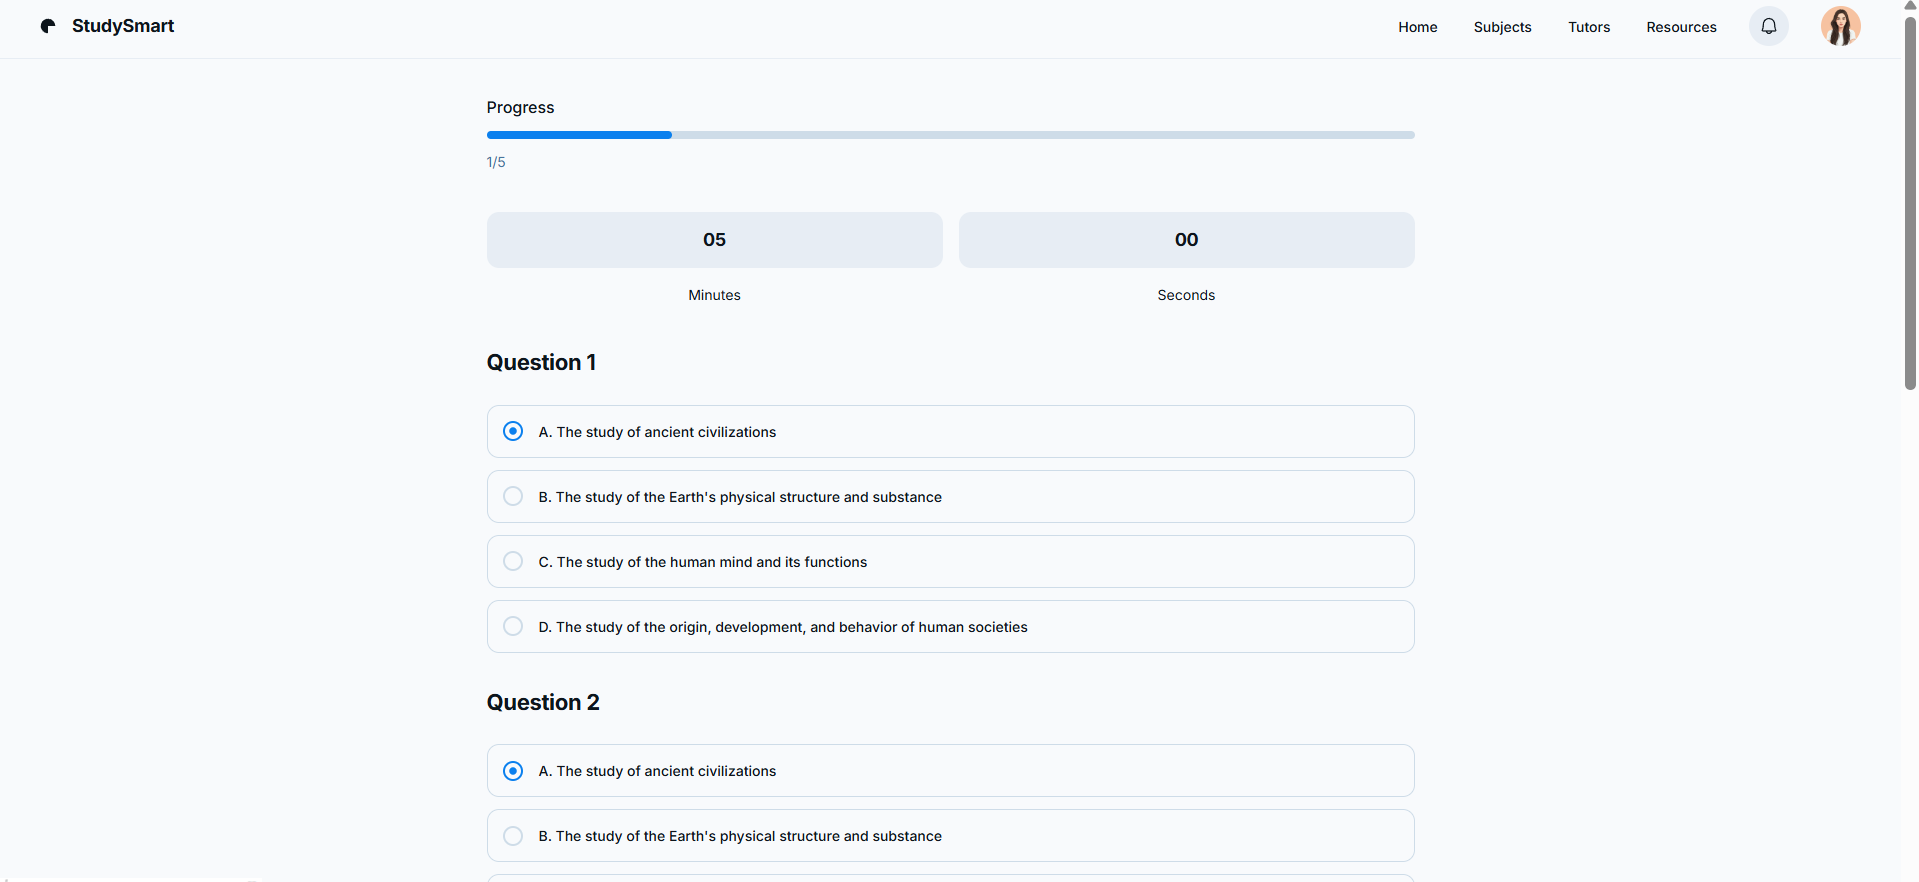 StudySmart
Home Subjects Tutors Resources
Progress
1/5
05 00
Minutes Seconds
Question 1
A. The study of ancient civilizations
B. The study of the Earth's physical structure and substance
C. The study of the human mind and its functions
D. The study of the origin, development, and behavior of human societies
Question 2
A. The study of ancient civilizations
B. The study of the Earth's physical structure and substance